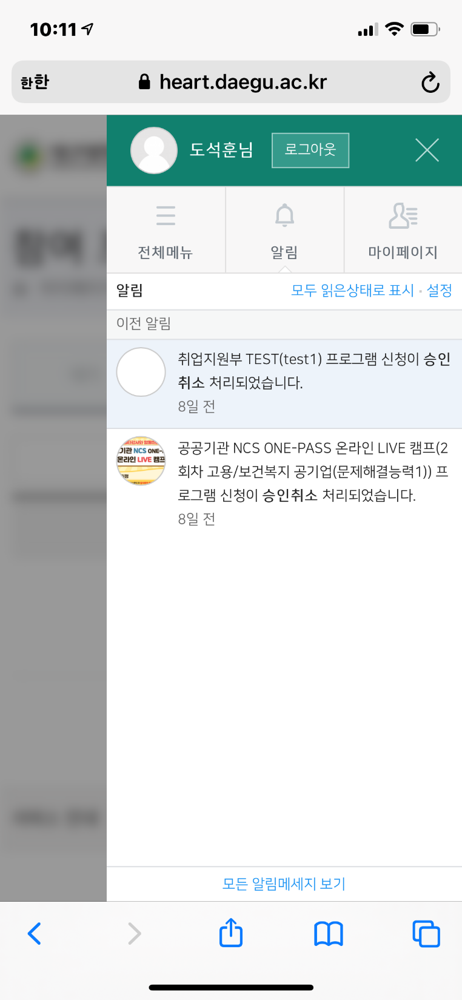 10:11
한한 heart.daegu.ac.kr
도석훈님 로그아웃
전체메뉴 알림 마이페이지
알림 모두 읽은상태로 표시 · 설정
이전 알림
취업지원부 TEST(test1) 프로그램 신청이 승인
취소 처리되었습니다.
8일 전
기관 NCS ONE-
온라인 LIVE 캠프
공공기관 NCS ONE-PASS 온라인 LIVE 캠프(2
회차 고용/보건복지 공기업(문제해결능력1)) 프
로그램 신청이 승인취소 처리되었습니다.
8일 전
모든 알림메세지 보기